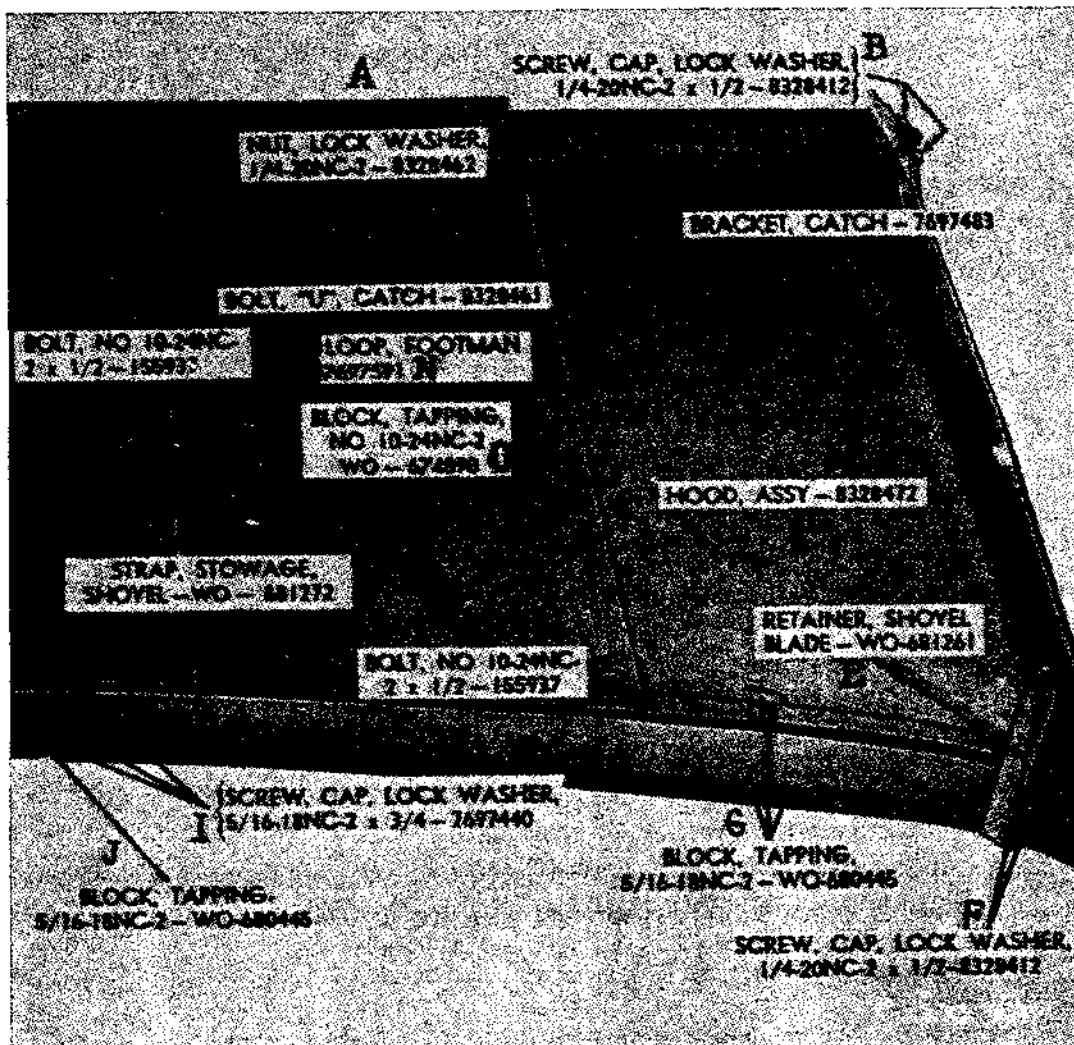 A
B
SCREW, CAP, LOCK WASHER,
1/4-20NC-2 x 1/2—8328412
NUT, LOCK WASHER,
1/4-20NC-2—8328462
BRACKET, CATCH—7697483
BOLT, "U", CATCH—8328461
BOLT, NO 10-24NC-
2 x 1/2—
LOOP, FOOTMAN
BLOCK, TAPPING,
NO 10-24NC-2
WO—
HOOD, ASSY—8328472
STRAP, STOWAGE,
SHOVEL—WO—681272
RETAINER, SHOVEL
BLADE—WO-681261
E
BOLT, NO 10-24NC-
2 x 1/2—155937
I
SCREW, CAP, LOCK WASHER,
5/16-18NC-2 x 3/4—7697440
J
BLOCK, TAPPING,
5/16-18NC-2—WO-680445
G
BLOCK, TAPPING,
5/16-18NC-2—WO-680445
F
SCREW, CAP, LOCK WASHER,
1/4-20NC-2 x 1/2—8328412